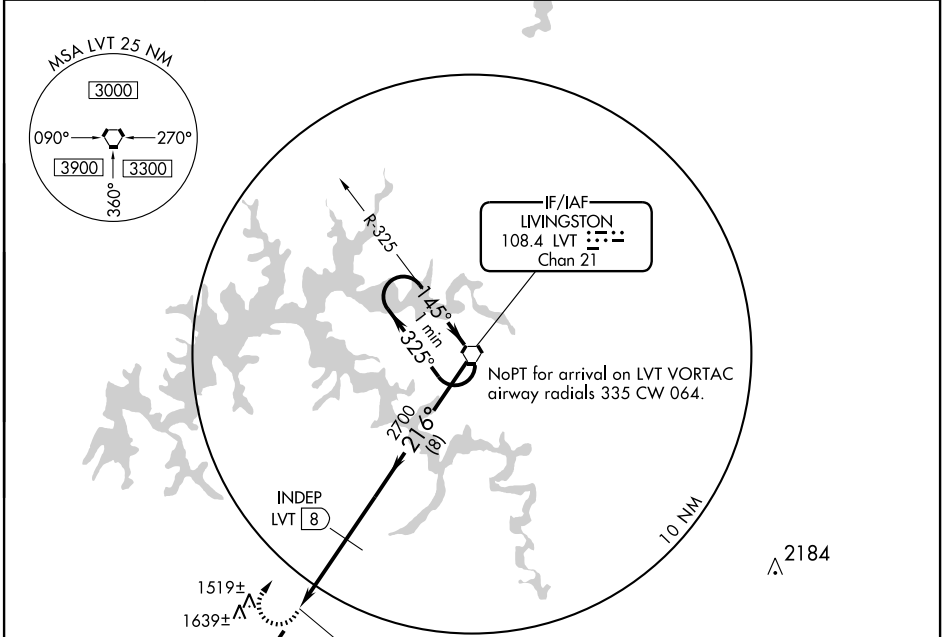 MSA LVT 25 NM
3000
090°
270°
3900
3300
360°
R-325
IF/IAF
LIVINGSTON
108.4 LVT
Chan 21
145°
1 min
325°
NoPT for arrival on LVT VORTAC
airway radials 335 CW 064.
2700
216°
(8)
INDEP
LVT 8
10 NM
2184
1519±
1639±